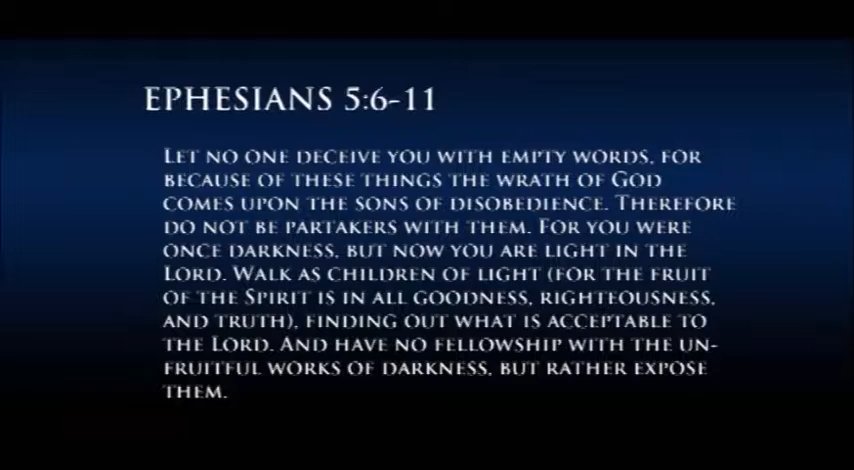 EPHESIANS 5:6-11
LET NO ONE DECEIVE YOU WITH EMPTY WORDS, FOR
BECAUSE OF THESE THINGS THE WRATH OF GOD
COMES UPON THE SONS OF DISOBEDIENCE. THEREFORE
DO NOT BE PARTAKERS WITH THEM. FOR YOU WERE
ONCE DARKNESS, BUT NOW YOU ARE LIGHT IN THE
LORD. WALK AS CHILDREN OF LIGHT (FOR THE FRUIT
OF THE SPIRIT IS IN ALL GOODNESS, RIGHTEOUSNESS,
AND TRUTH), FINDING OUT WHAT IS ACCEPTABLE TO
THE LORD. AND HAVE NO FELLOWSHIP WITH THE UN-
FRUITFUL WORKS OF DARKNESS, BUT RATHER EXPOSE
THEM.